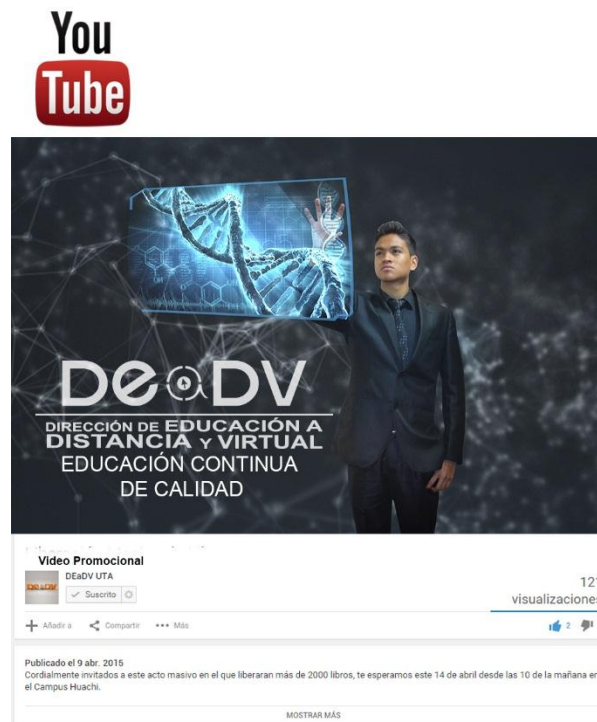 You
Tube
DeaDV
DIRECCIÓN DE EDUCACIÓN A
DISTANCIA Y VIRTUAL
EDUCACIÓN CONTINUA
DE CALIDAD
Video Promocional
DEaDV UTA
Suscrito
121
visualizaciones
Añadir a Compartir Más
2
Publicado el 9 abr. 2015
Cordialmente invitados a este acto masivo en el que liberaran más de 2000 libros, te esperamos este 14 de abril desde las 10 de la mañana en
el Campus Huachi.
MOSTRAR MÁS